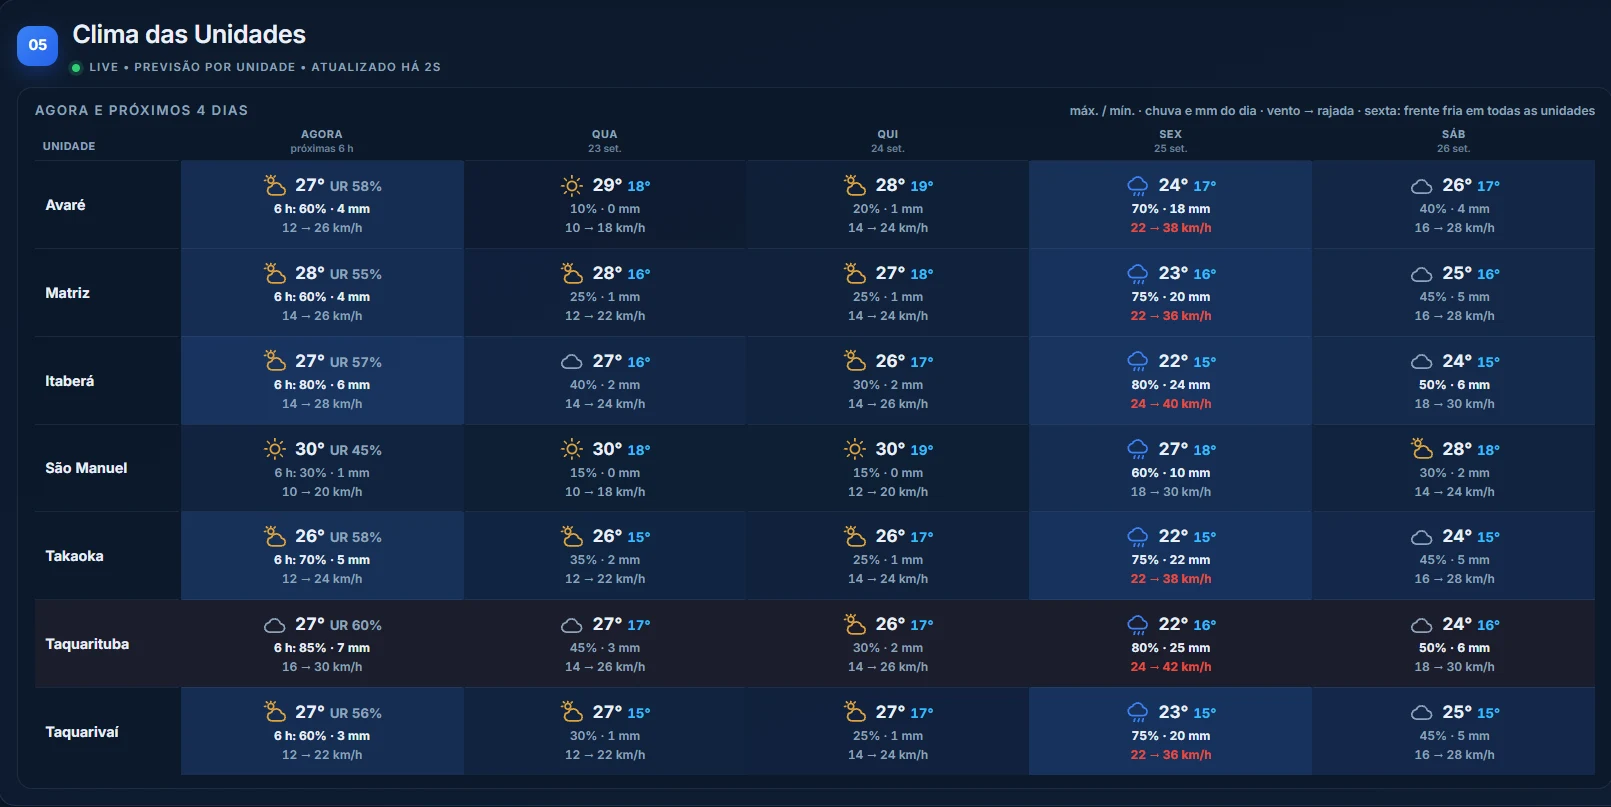 05
Clima das Unidades
LIVE • PREVISÃO POR UNIDADE • ATUALIZADO HÁ 2S
AGORA E PRÓXIMOS 4 DIAS
máx. / mín. · chuva e mm do dia · vento → rajada · sexta: frente fria em todas as unidades
UNIDADE
AGORA
próximas 6 h
QUA
23 set.
QUI
24 set.
SEX
25 set.
SÁB
26 set.
Avaré
27° UR 58%
6 h: 60% · 4 mm
12 → 26 km/h
29° 18°
10% · 0 mm
10 → 18 km/h
28° 19°
20% · 1 mm
14 → 24 km/h
24° 17°
70% · 18 mm
22 → 38 km/h
26° 17°
40% · 4 mm
16 → 28 km/h
Matriz
28° UR 55%
6 h: 60% · 4 mm
14 → 26 km/h
28° 16°
25% · 1 mm
12 → 22 km/h
27° 18°
25% · 1 mm
14 → 24 km/h
23° 16°
75% · 20 mm
22 → 36 km/h
25° 16°
45% · 5 mm
16 → 28 km/h
Itaberá
27° UR 57%
6 h: 80% · 6 mm
14 → 28 km/h
27° 16°
40% · 2 mm
14 → 24 km/h
26° 17°
30% · 2 mm
14 → 26 km/h
22° 15°
80% · 24 mm
24 → 40 km/h
24° 15°
50% · 6 mm
18 → 30 km/h
São Manuel
30° UR 45%
6 h: 30% · 1 mm
10 → 20 km/h
30° 18°
15% · 0 mm
10 → 18 km/h
30° 19°
15% · 0 mm
12 → 20 km/h
27° 18°
60% · 10 mm
18 → 30 km/h
28° 18°
30% · 2 mm
14 → 24 km/h
Takaoka
26° UR 58%
6 h: 70% · 5 mm
12 → 24 km/h
26° 15°
35% · 2 mm
12 → 22 km/h
26° 17°
25% · 1 mm
14 → 24 km/h
22° 15°
75% · 22 mm
22 → 38 km/h
24° 15°
45% · 5 mm
16 → 28 km/h
Taquarituba
27° UR 60%
6 h: 85% · 7 mm
16 → 30 km/h
27° 17°
45% · 3 mm
14 → 26 km/h
26° 17°
30% · 2 mm
14 → 26 km/h
22° 16°
80% · 25 mm
24 → 42 km/h
24° 16°
50% · 6 mm
18 → 30 km/h
Taquarivaí
27° UR 56%
6 h: 60% · 3 mm
12 → 22 km/h
27° 15°
30% · 1 mm
12 → 22 km/h
27° 17°
25% · 1 mm
14 → 24 km/h
23° 15°
75% · 20 mm
22 → 36 km/h
25° 15°
45% · 5 mm
16 → 28 km/h